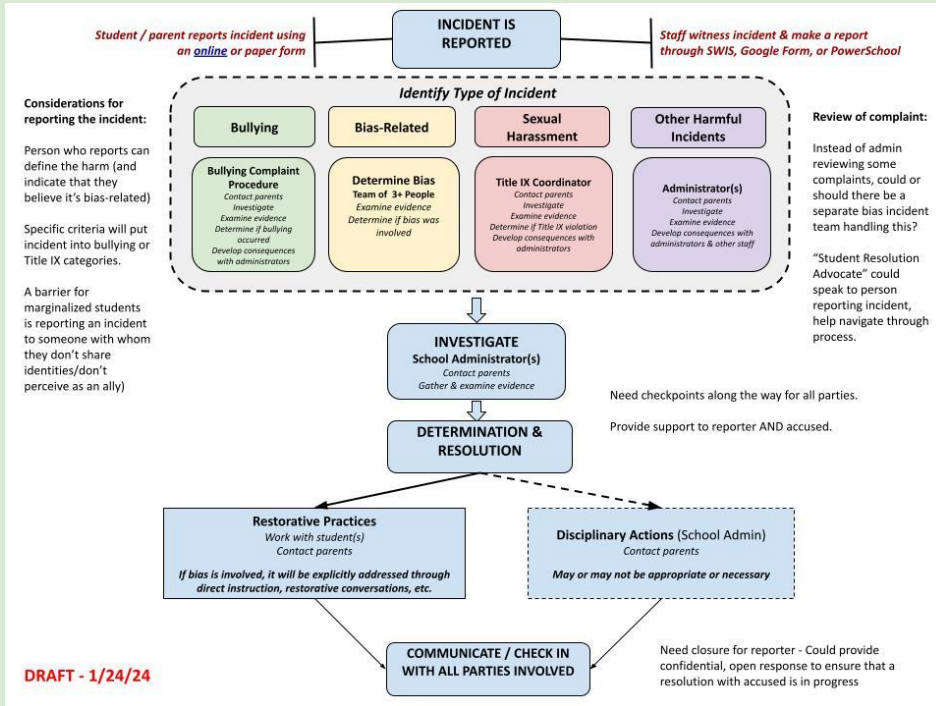 INCIDENT IS
REPORTED
Student / parent reports incident using
an online or paper form
Staff witness incident & make a report
through SWIS, Google Form, or PowerSchool
Considerations for
reporting the incident:
Person who reports can
define the harm (and
indicate that they
believe it's bias-related)
Specific criteria will put
incident into bullying or
Title IX categories.
A barrier for
marginalized students
is reporting an incident
to someone with whom
they don't share
identities/don't
perceive as an ally)
Identify Type of Incident
Bullying
Bias-Related
Sexual
Harassment
Other Harmful
Incidents
Bullying Complaint
Procedure
Contact parents
Investigate
Examine evidence
Determine if bullying
occurred
Develop consequences
with administrators
Determine Bias
Team of 3+ People
Examine evidence
Determine if bias was
involved
Title IX Coordinator
Contact parents
Investigate
Examine evidence
Determine if Title IX violation
Develop consequences with
administrators
Administrator(s)
Contact parents
Investigate
Examine evidence
Develop consequences with
administrators & other staff
Review of complaint:
Instead of admin
reviewing some
complaints, could or
should there be a
separate bias incident
team handling this?
"Student Resolution
Advocate" could
speak to person
reporting incident,
help navigate through
process.
INVESTIGATE
School Administrator(s)
Contact parents
Gather & examine evidence
Need checkpoints along the way for all parties.
Provide support to reporter AND accused.
DETERMINATION &
RESOLUTION
Restorative Practices
Work with student(s)
Contact parents
If bias is involved, it will be explicitly addressed through
direct instruction, restorative conversations, etc.
Disciplinary Actions (School Admin)
Contact parents
May or may not be appropriate or necessary
COMMUNICATE / CHECK IN
WITH ALL PARTIES INVOLVED
Need closure for reporter - Could provide
confidential, open response to ensure that a
resolution with accused is in progress
DRAFT - 1/24/24